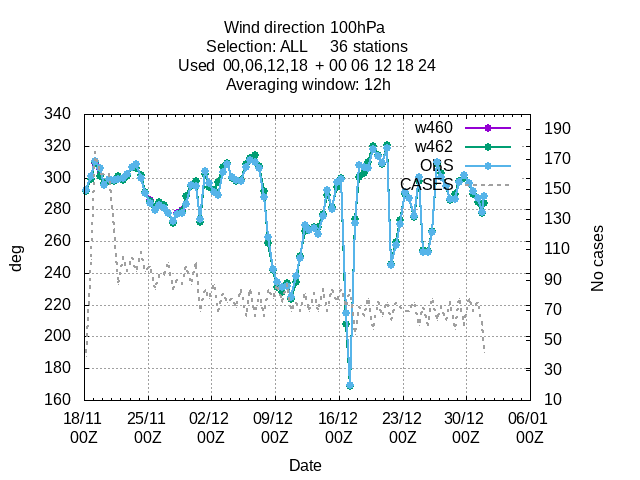 Wind direction 100hPa
Selection: ALL 36 stations
Used 00,06,12,18 + 00 06 12 18 24
Averaging window: 12h
340
320
300
280
260
240
220
200
180
160
deg
190
170
150
130
110
90
70
50
30
10
No cases
w460
w462
OBS
CASES
18/11 25/11 02/12 09/12 16/12 23/12 30/12 06/01
00Z 00Z 00Z 00Z 00Z 00Z 00Z 00Z
Date